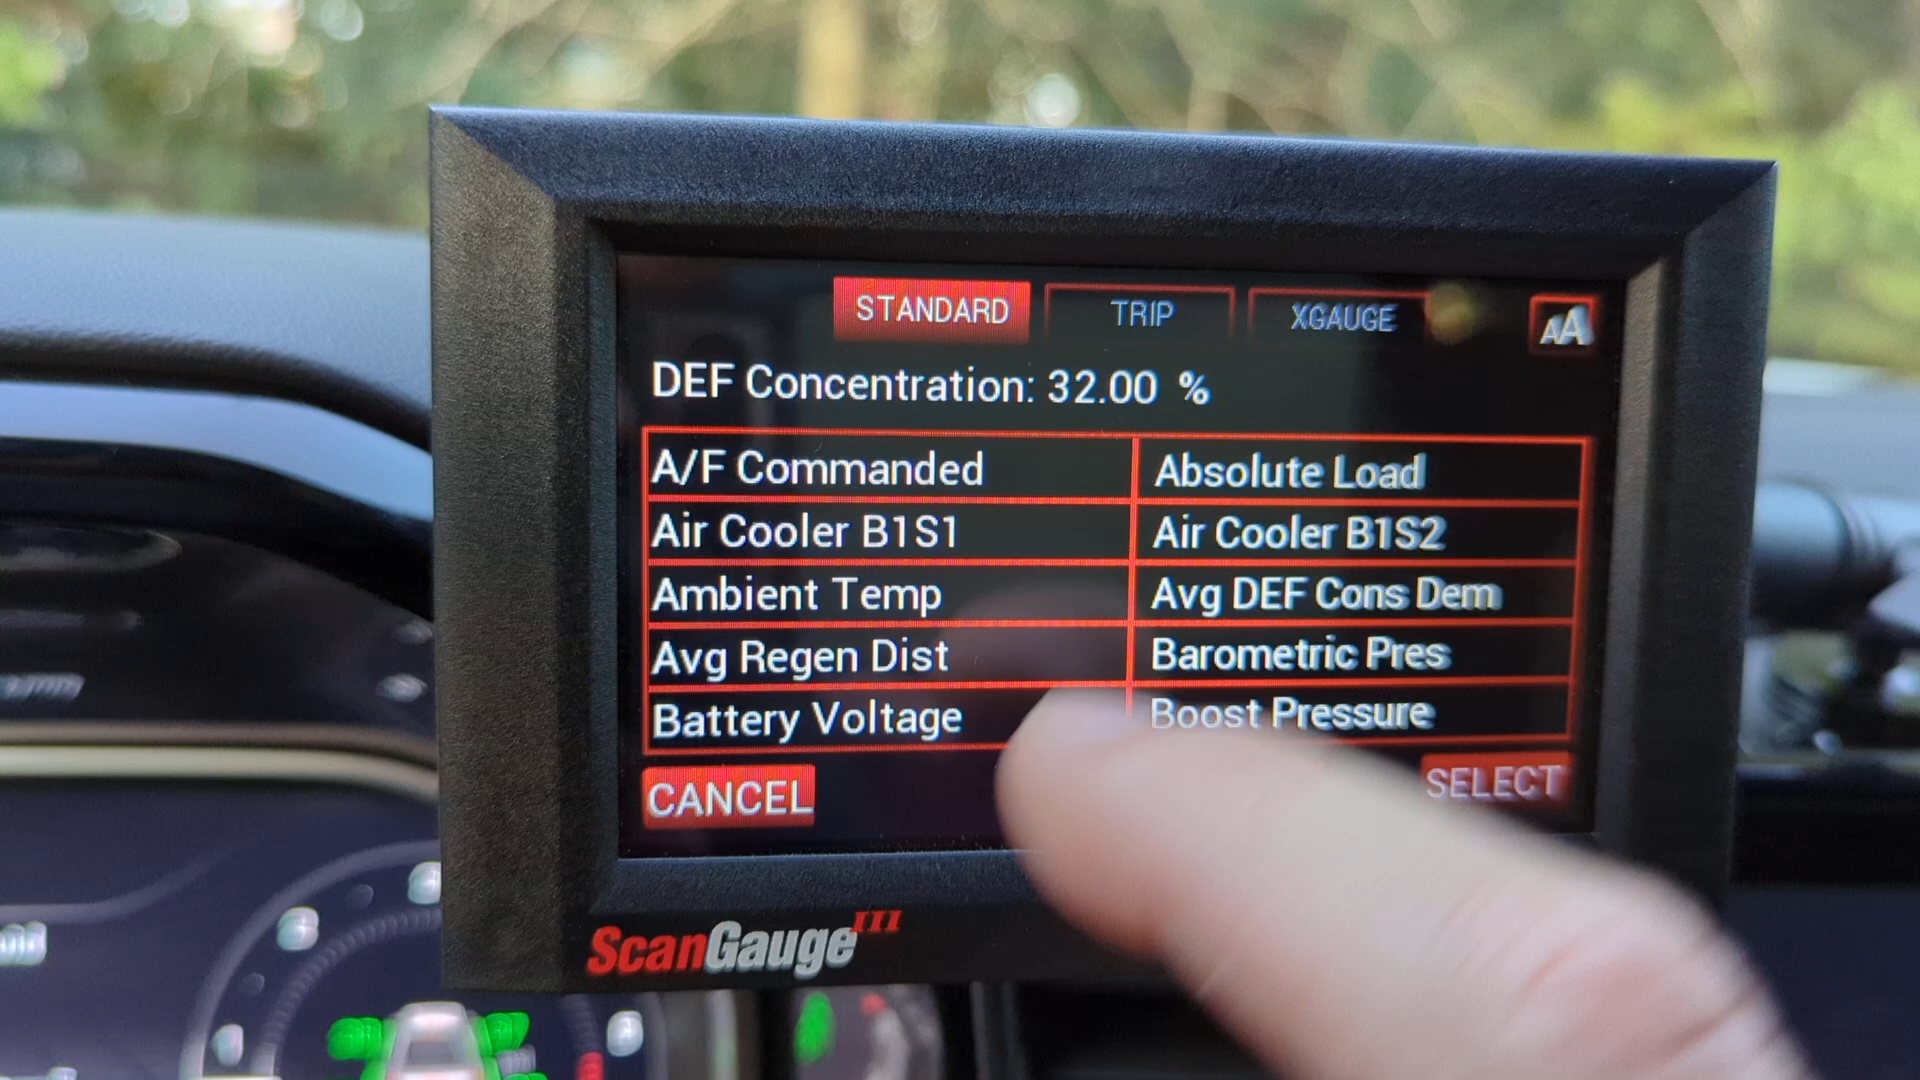 STANDARD TRIP XGAUGE AA
DEF Concentration: 32.00 %
A/F Commanded Absolute Load
Air Cooler B1S1 Air Cooler B1S2
Ambient Temp Avg DEF Cons Dem
Avg Regen Dist Barometric Pres
Battery Voltage Boost Pressure
CANCEL SELECT
ScanGauge III